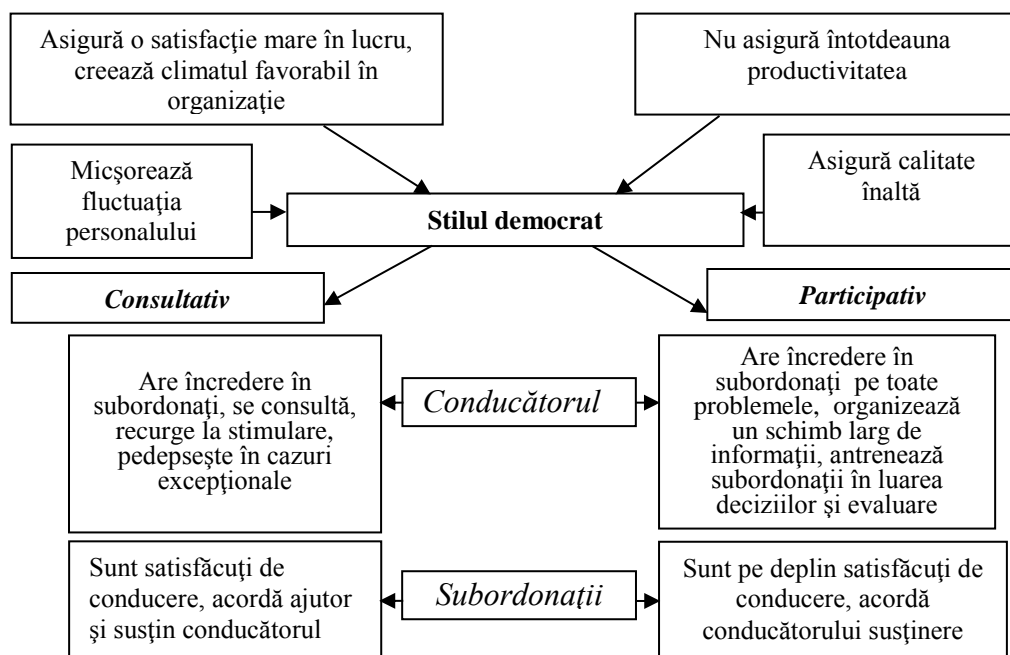 Asigură o satisfacţie mare în lucru,
creează climatul favorabil în
organizaţie
Nu asigură întotdeauna
productivitatea
Micşorează
fluctuaţia
personalului
Stilul democrat
Asigură calitate
înaltă
Consultativ
Participativ
Are încredere în
subordonaţi, se consultă,
recurge la stimulare,
pedepseşte în cazuri
excepţionale
Conducătorul
Are încredere în
subordonaţi pe toate
problemele, organizează
un schimb larg de
informaţii, antrenează
subordonaţii în luarea
deciziilor şi evaluare
Sunt satisfăcuţi de
conducere, acordă ajutor
şi susţin conducătorul
Subordonaţii
Sunt pe deplin satisfăcuţi de
conducere, acordă
conducătorului susţinere